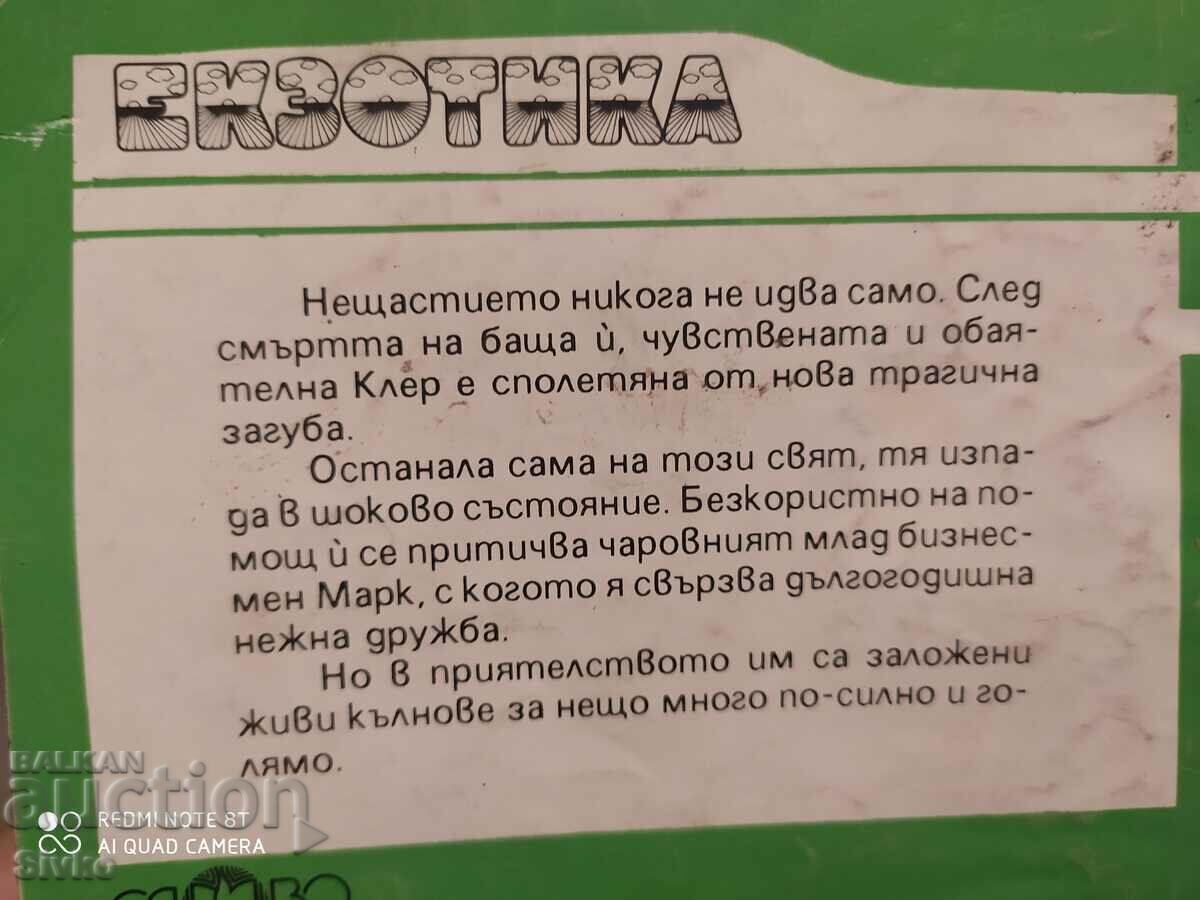 ЕКЗОТИКА
Нещастието никога не идва само. След
смъртта на баща ѝ, чувствената и обая-
телна Клер е сполетяна от нова трагична
загуба.
Останала сама на този свят, тя изпа-
да в шоково състояние. Безкористно на по-
мощ ѝ се притичва чаровният млад бизнес-
мен Марк, с когото я свързва дългогодишна
нежна дружба.
Но в приятелството им са заложени
живи кълнове за нещо много по-силно и го-
лямо.
BALKAN
auction
REDMI NOTE 8T
AI QUAD CAMERA
Sivko